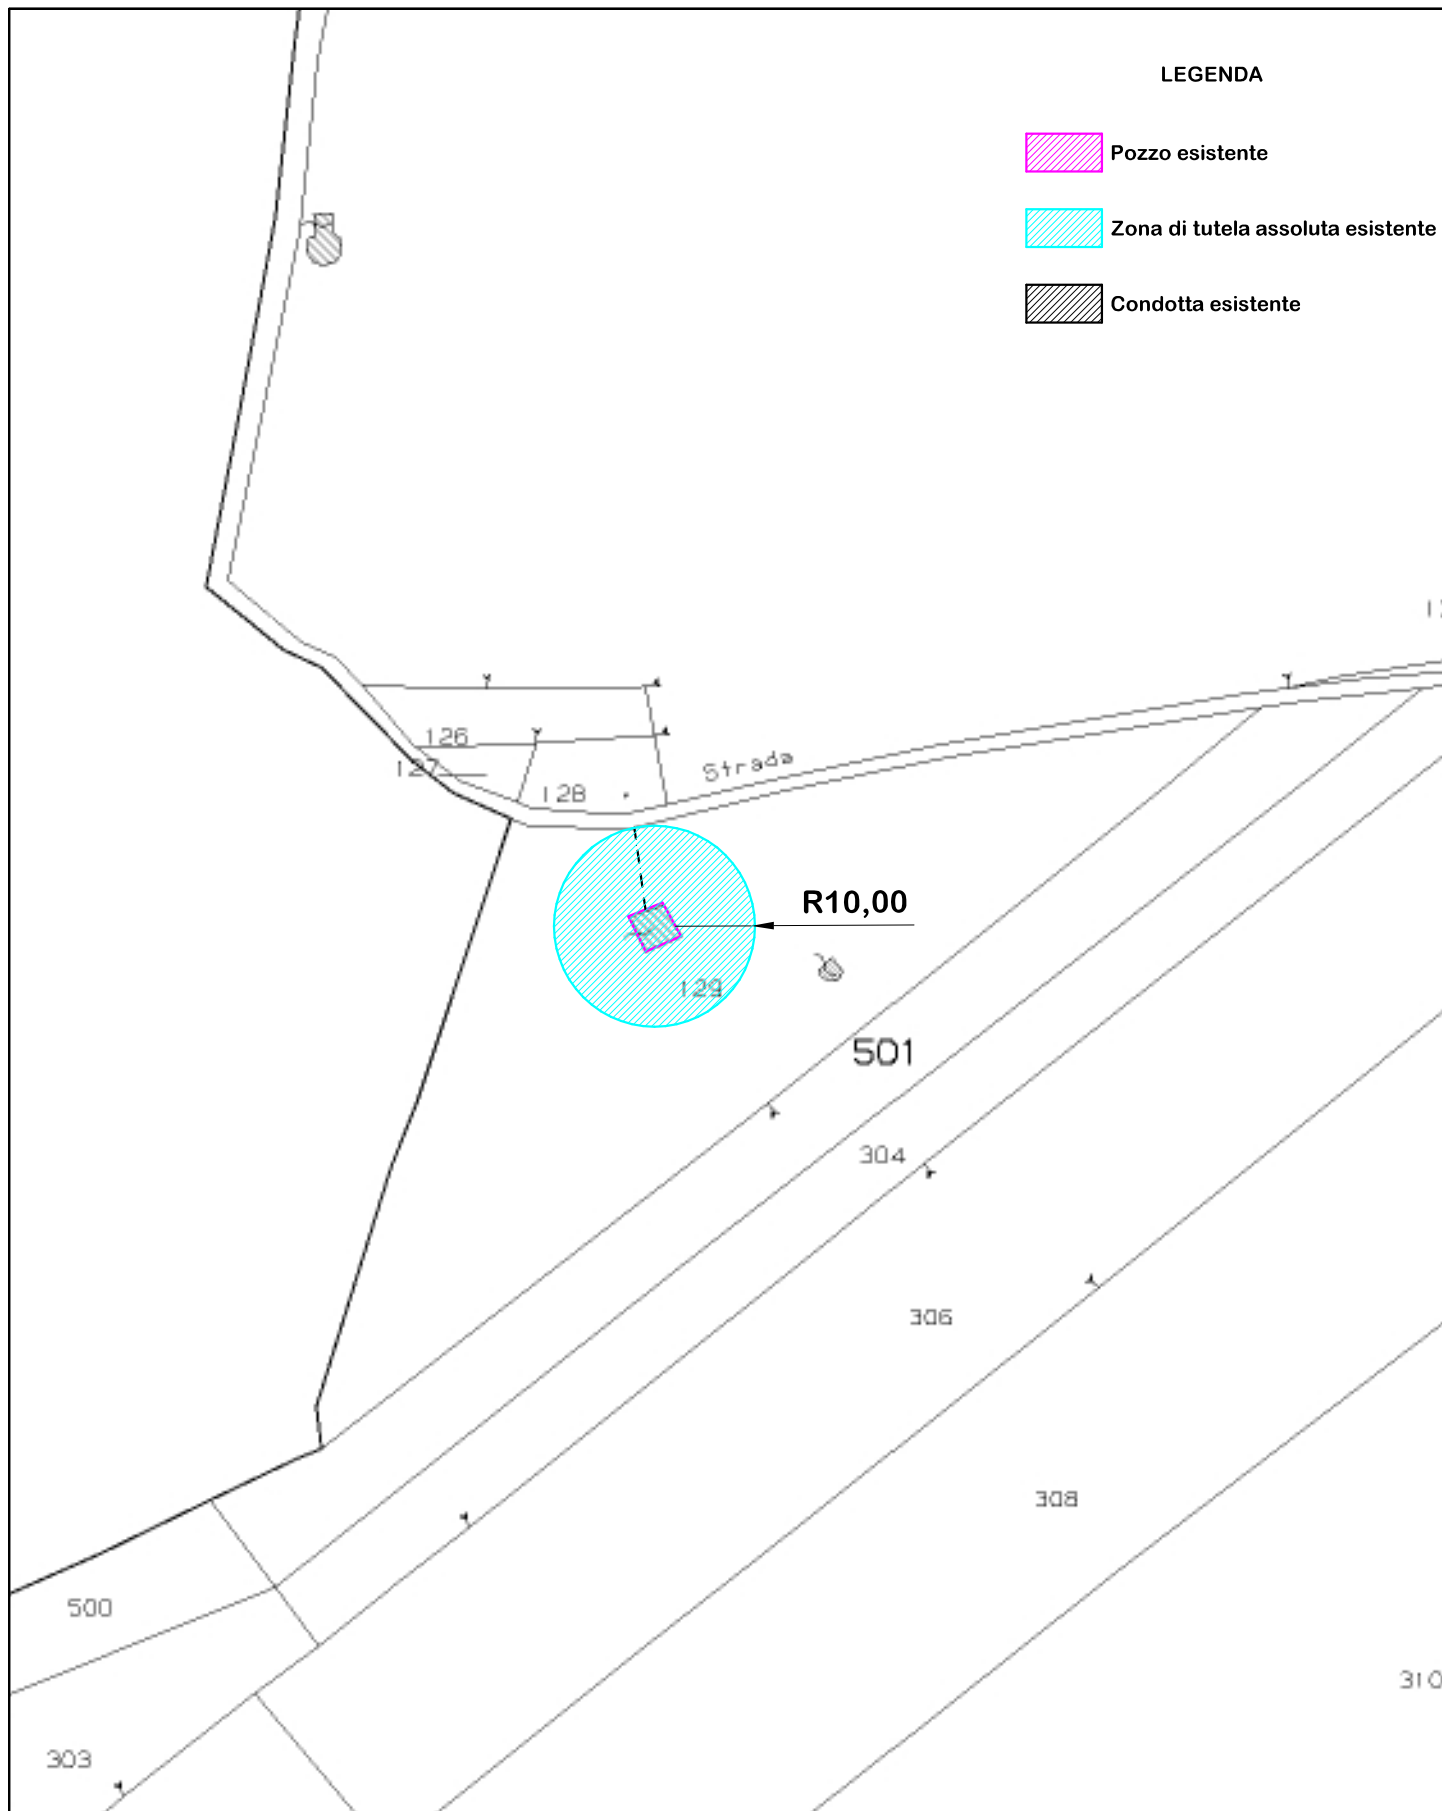 LEGENDA
Pozzo esistente
Zona di tutela assoluta esistente
Condotta esistente
126
127
128
Strada
R10,00
129
501
304
306
308
500
310
303